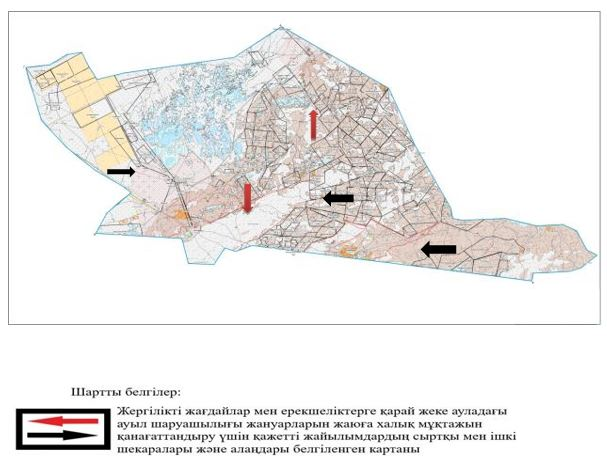 Шартты белгілер:
Жергілікті жағдайлар мен ерекшеліктерге қарай жеке ауладағы
ауыл шаруашылығы жануарларын жаюға халық мұқтажын
қанағаттандыру үшін қажетті жайылымдардың сыртқы мен ішкі
шекаралары және алаңдары белгіленген картаны